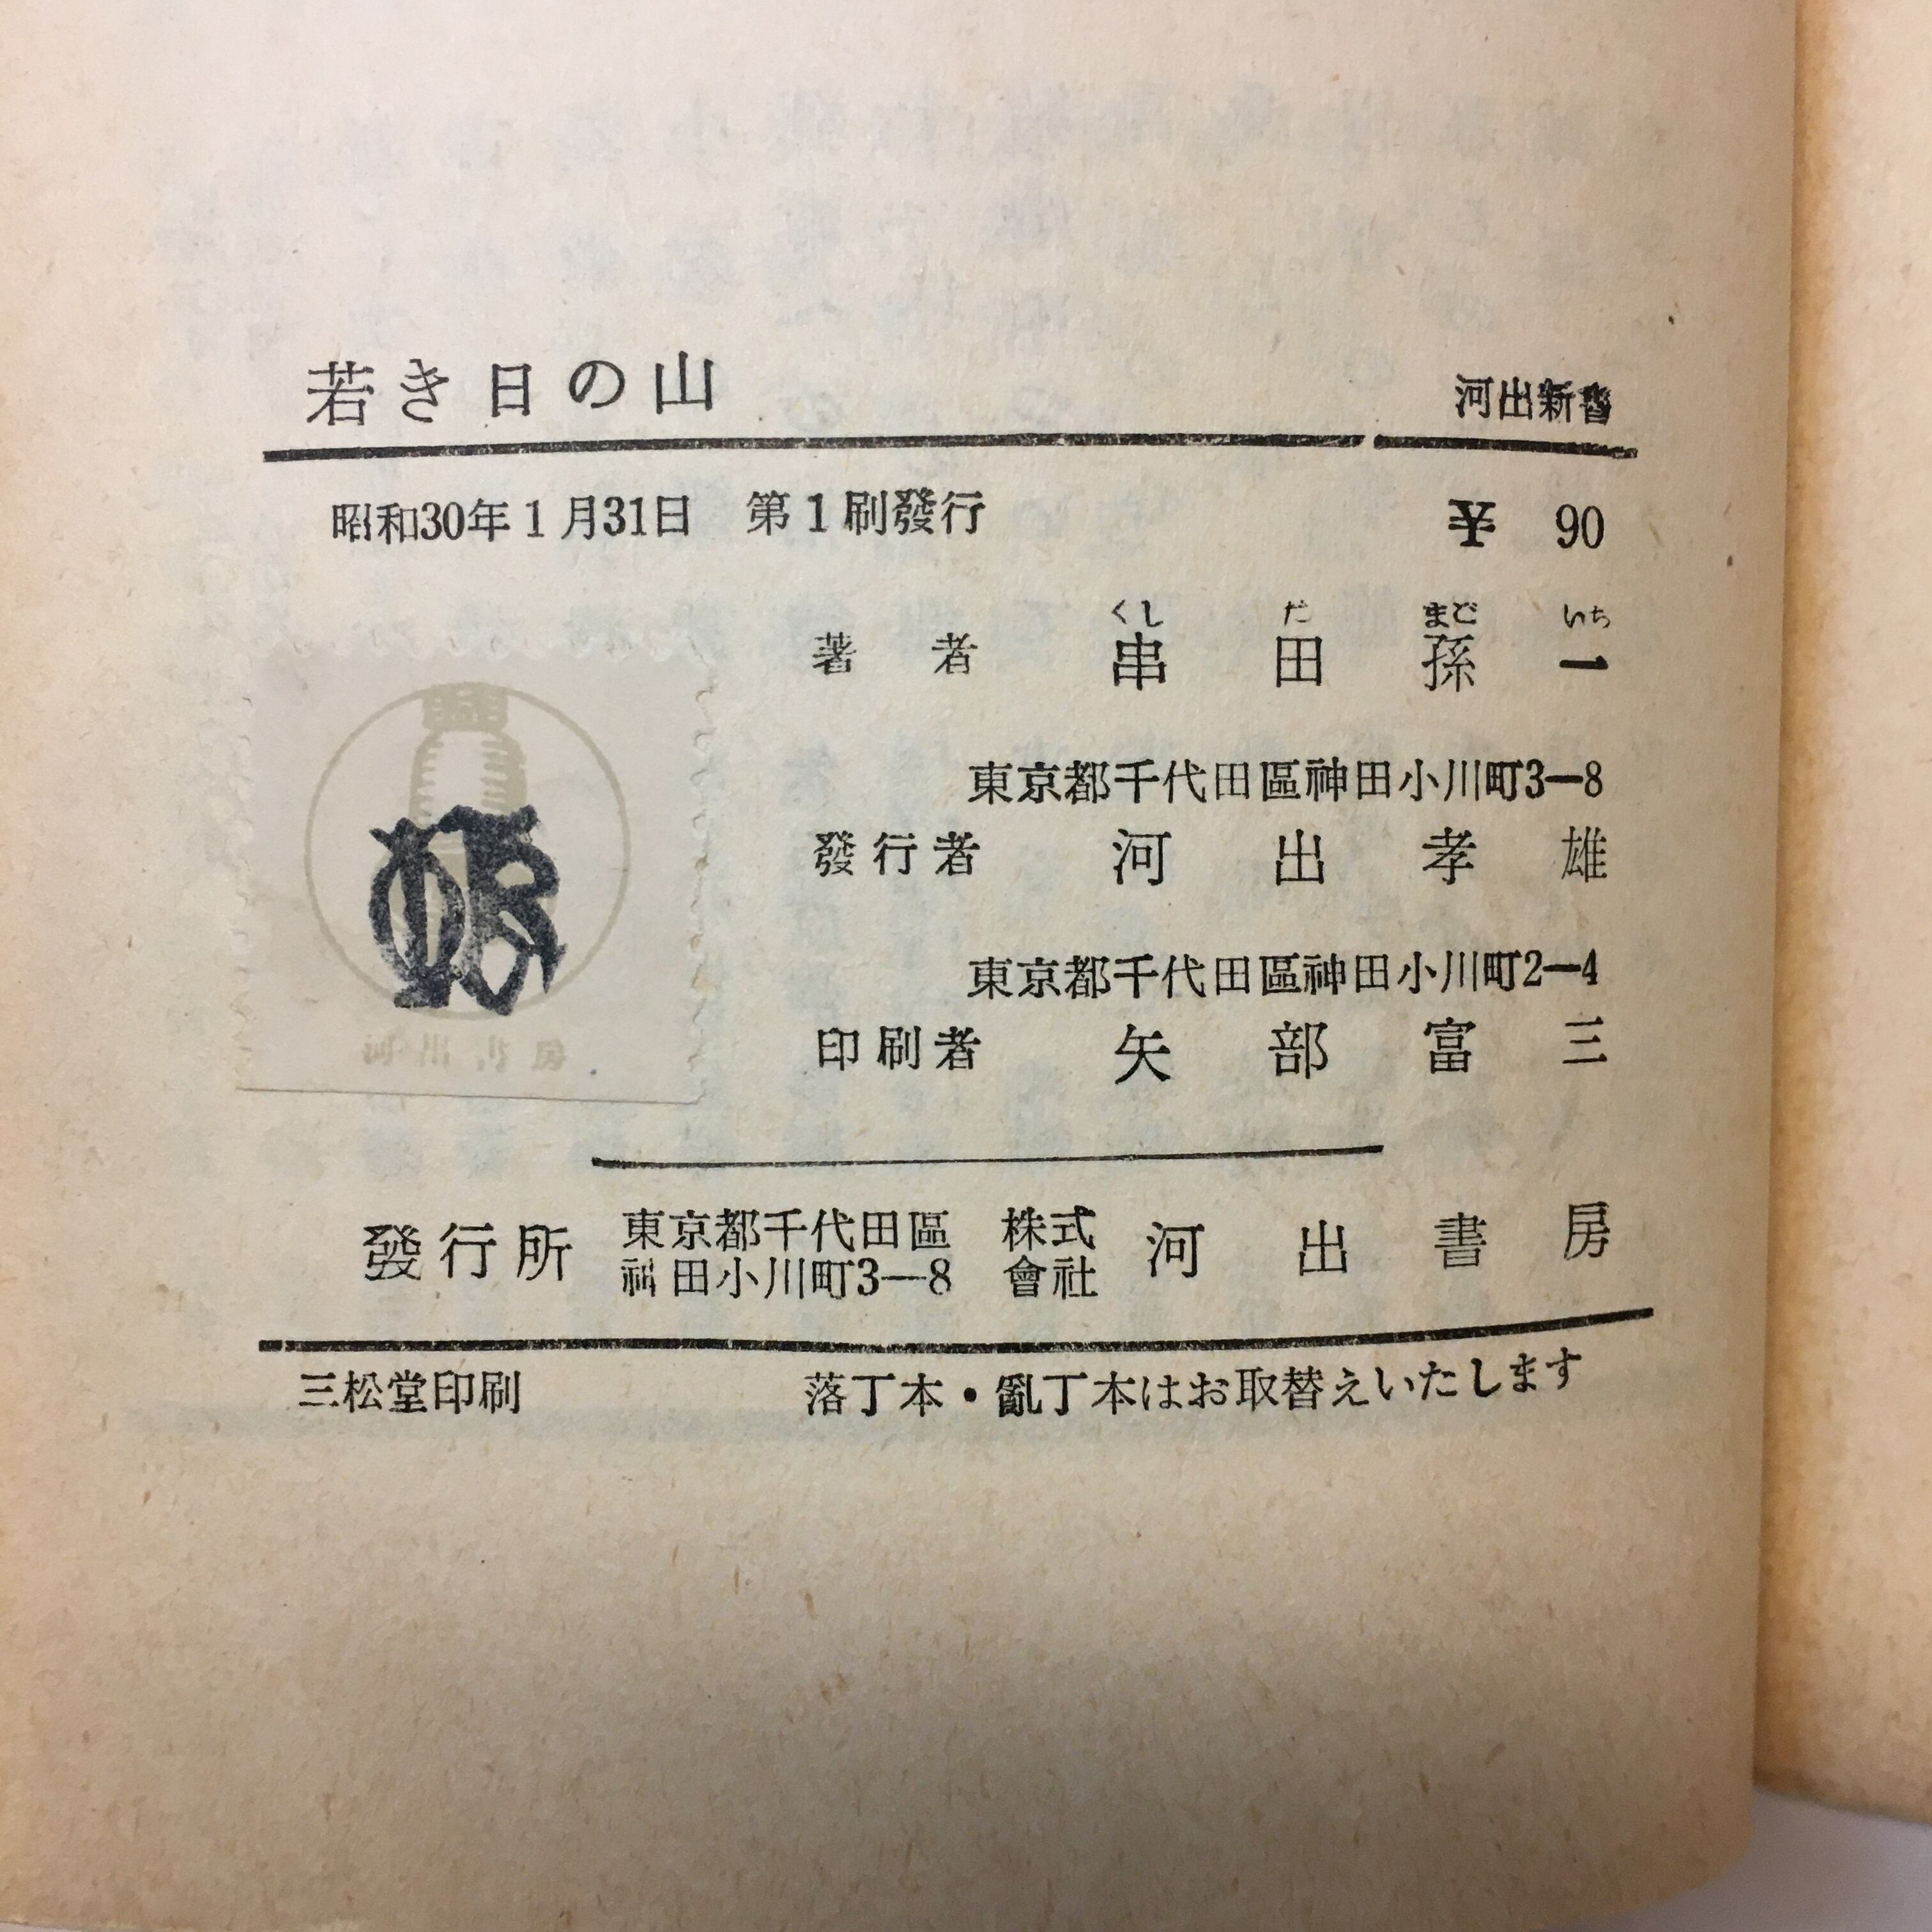 若き日の山
河出新書
昭和30年1月31日 第1刷發行
¥ 90
くし だ まご いち
著者 串田孫一
東京都千代田區神田小川町3—8
發行者 河出孝雄
東京都千代田區神田小川町2—4
印刷者 矢部富三
河出書房
發行所 東京都千代田區神田小川町3—8 株式會社 河出書房
三松堂印刷
落丁本・亂丁本はお取替えいたします